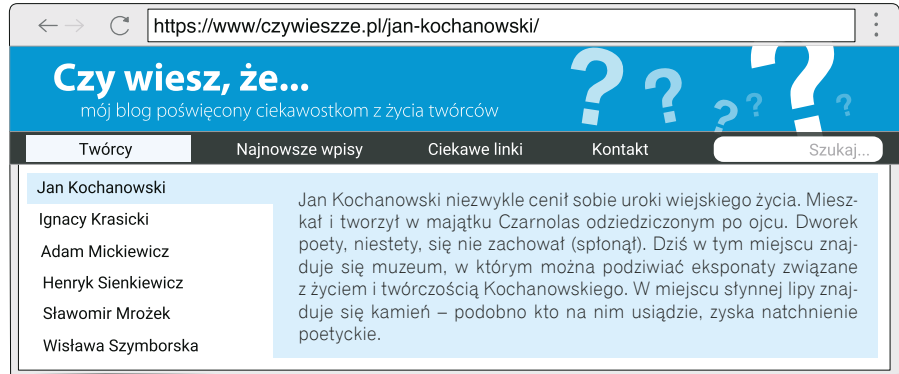 https://www/czywieszze.pl/jan-kochanowski/
Czy wiesz, że...
mój blog poświęcony ciekawostkom z życia twórców
? ? ? ? ? ?
Twórcy Najnowsze wpisy Ciekawe linki Kontakt Szukaj...
Jan Kochanowski
Ignacy Krasicki
Adam Mickiewicz
Henryk Sienkiewicz
Sławomir Mrożek
Wisława Szymborska
Jan Kochanowski niezwykle cenił sobie uroki wiejskiego życia. Miesz-
kał i tworzył w majątku Czarnolas odziedziczonym po ojcu. Dworek
poety, niestety, się nie zachował (spłonął). Dziś w tym miejscu znaj-
duje się muzeum, w którym można podziwiać eksponaty związane
z życiem i twórczością Kochanowskiego. W miejscu słynnej lipy znaj-
duje się kamień – podobno kto na nim usiądzie, zyska natchnienie
poetyckie.